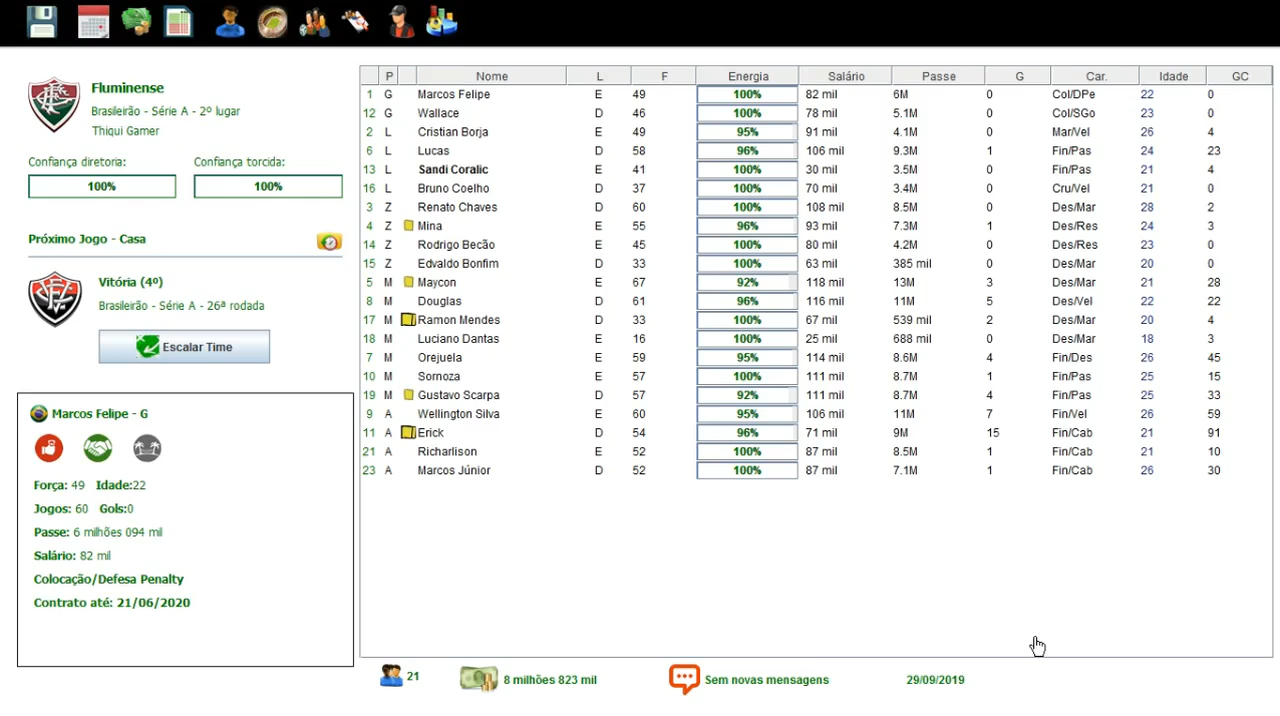 Fluminense
Brasileirão - Série A - 2º lugar
Thiqui Gamer
Confiança diretoria: Confiança torcida:
100% 100%
Próximo Jogo - Casa
Vitória (4º)
Brasileirão - Série A - 26ª rodada
Escalar Time
Marcos Felipe - G
Força: 49 Idade:22
Jogos: 60 Gols:0
Passe: 6 milhões 094 mil
Salário: 82 mil
Colocação/Defesa Penalty
Contrato até: 21/06/2020
P Nome L F Energia Salário Passe G Car. Idade GC
1 G Marcos Felipe E 49 100% 82 mil 6M 0 Col/DPe 22 0
12 G Wallace D 46 100% 78 mil 5.1M 0 Col/SGo 23 0
2 L Cristian Borja E 49 95% 91 mil 4.1M 0 Mar/Vel 26 4
6 L Lucas D 58 96% 106 mil 9.3M 1 Fin/Pas 24 23
13 L Sandi Coralic E 41 100% 30 mil 3.5M 0 Fin/Pas 21 4
16 L Bruno Coelho D 37 100% 70 mil 3.4M 0 Cru/Vel 21 0
3 Z Renato Chaves D 60 100% 108 mil 8.5M 0 Des/Mar 28 2
4 Z Mina E 55 96% 93 mil 7.3M 1 Des/Res 24 3
14 Z Rodrigo Becão E 45 100% 80 mil 4.2M 0 Des/Res 23 0
15 Z Edvaldo Bonfim D 33 100% 63 mil 385 mil 0 Des/Mar 20 0
5 M Maycon E 67 92% 118 mil 13M 3 Des/Mar 21 28
8 M Douglas D 61 96% 116 mil 11M 5 Des/Vel 22 22
17 M Ramon Mendes D 33 100% 67 mil 539 mil 2 Des/Mar 20 4
18 M Luciano Dantas E 16 100% 25 mil 688 mil 0 Des/Mar 18 3
7 M Orejuela E 59 95% 114 mil 8.6M 4 Fin/Des 26 45
10 M Sornoza E 57 100% 111 mil 8.7M 1 Fin/Pas 25 15
19 M Gustavo Scarpa D 57 92% 111 mil 8.7M 4 Fin/Pas 25 33
9 A Wellington Silva E 60 95% 106 mil 11M 7 Fin/Vel 26 59
11 A Erick D 54 96% 71 mil 9M 15 Fin/Cab 21 91
21 A Richarlison E 52 100% 87 mil 8.5M 1 Fin/Cab 21 10
23 A Marcos Júnior D 52 100% 87 mil 7.1M 1 Fin/Cab 26 30
21 8 milhões 823 mil Sem novas mensagens 29/09/2019